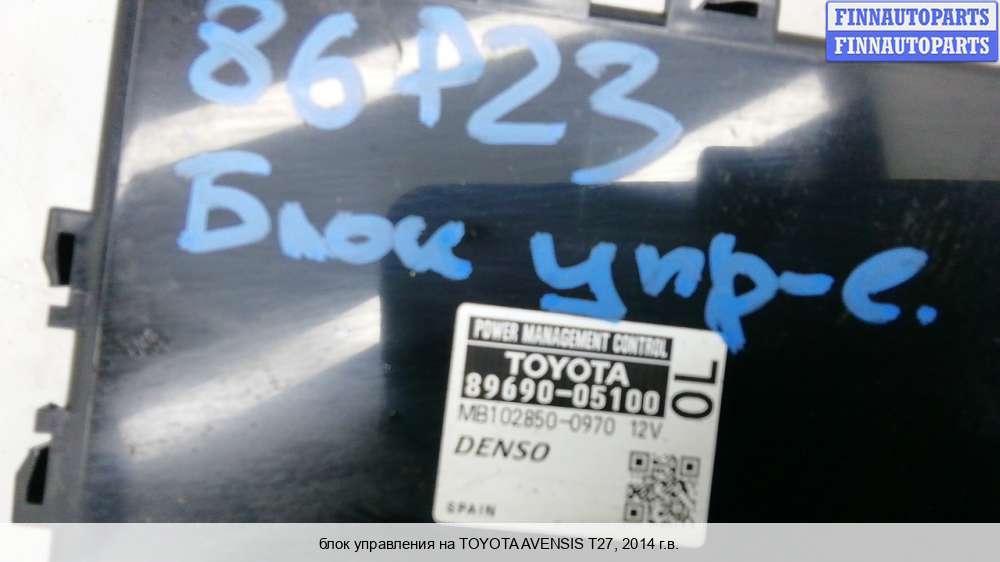 FINNAUTOPARTS
FINNAUTOPARTS
86P23
Блок упр-е.
POWER MANAGEMENT CONTROL
TOYOTA
89690-05100
MB102850-0970 12V
OL
DENSO
SPAIN
блок управления на TOYOTA AVENSIS T27, 2014 г.в.